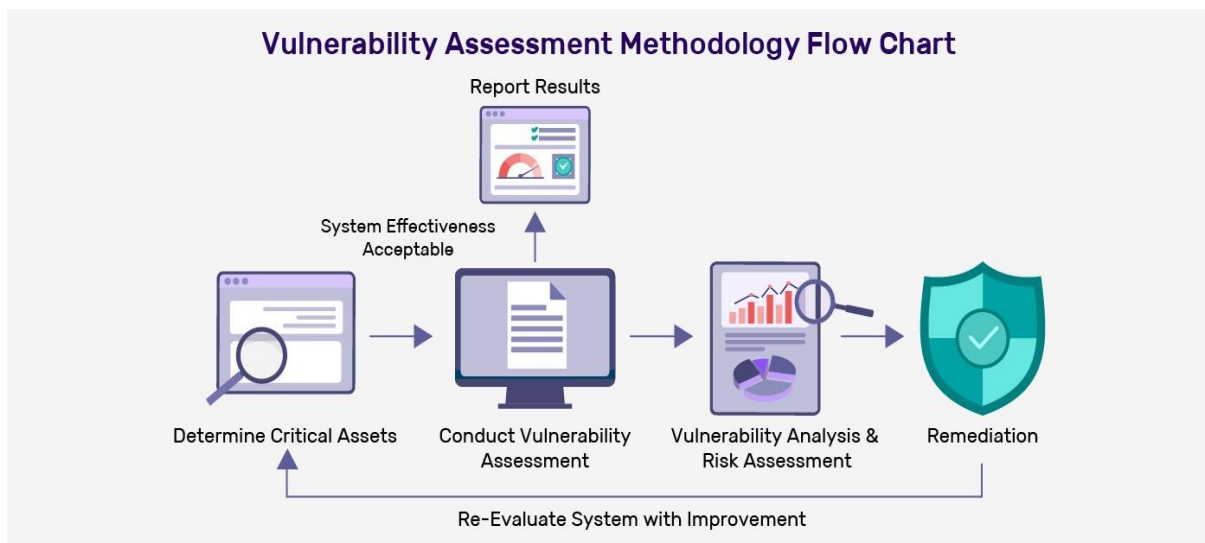 Vulnerability Assessment Methodology Flow Chart
Report Results
System Effectiveness
Acceptable
Determine Critical Assets
Conduct Vulnerability
Assessment
Vulnerability Analysis &
Risk Assessment
Remediation
Re-Evaluate System with Improvement